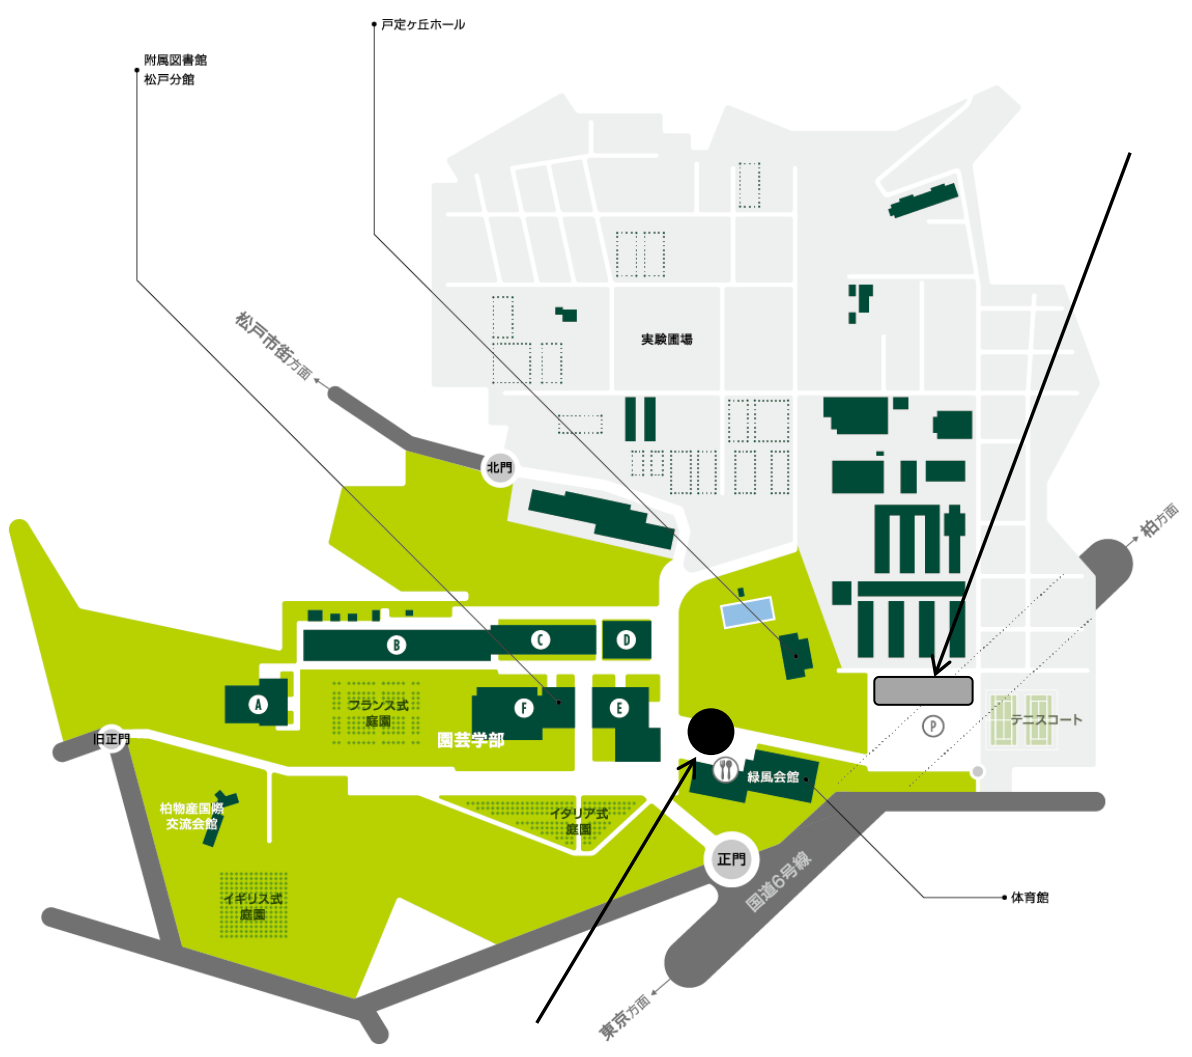 戸定ヶ丘ホール
附属図書館
松戸分館
松戸市街方面
実験圃場
北門
柏方面
B
C
D
A
フランス式
庭園
F
E
園芸学部
P
テニスコート
旧正門
緑風会館
柏物産国際
交流会館
イタリア式
庭園
正門
国道6号線
イギリス式
庭園
体育館
東京方面